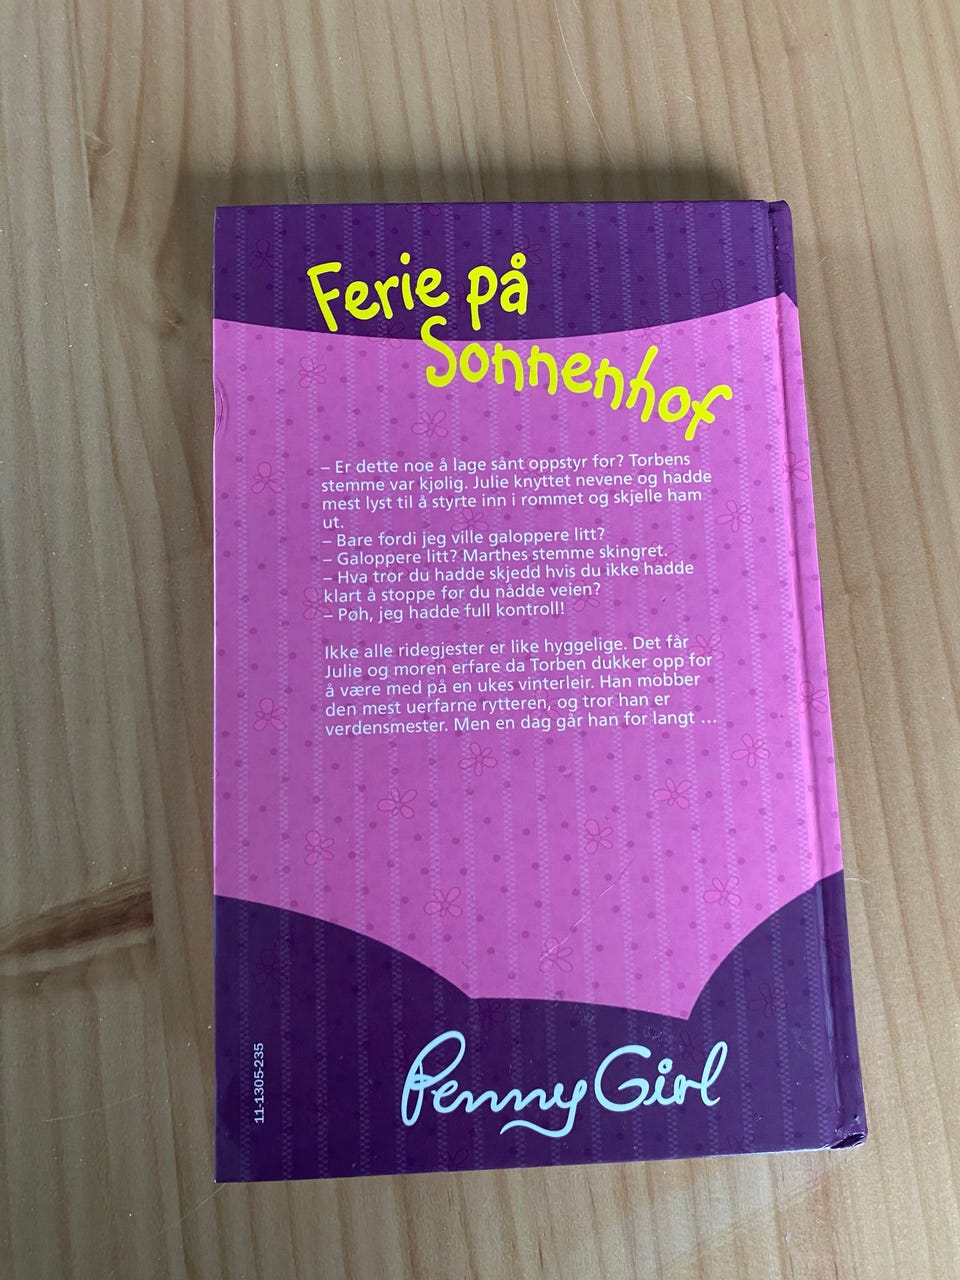 Ferie på
Sonnenhof
– Er dette noe å lage sånt oppstyr for? Torbens
stemme var kjølig. Julie knyttet nevene og hadde
mest lyst til å styrte inn i rommet og skjelle ham
ut.
– Bare fordi jeg ville galoppere litt?
– Galoppere litt? Marthes stemme skingret.
– Hva tror du hadde skjedd hvis du ikke hadde
klart å stoppe før du nådde veien?
– Pøh, jeg hadde full kontroll!
Ikke alle ridegjester er like hyggelige. Det får
Julie og moren erfare da Torben dukker opp for
å være med på en ukes vinterleir. Han mobber
den mest uerfarne rytteren, og tror han er
verdensmester. Men en dag går han for langt ...
11-1305-235
Penny Girl